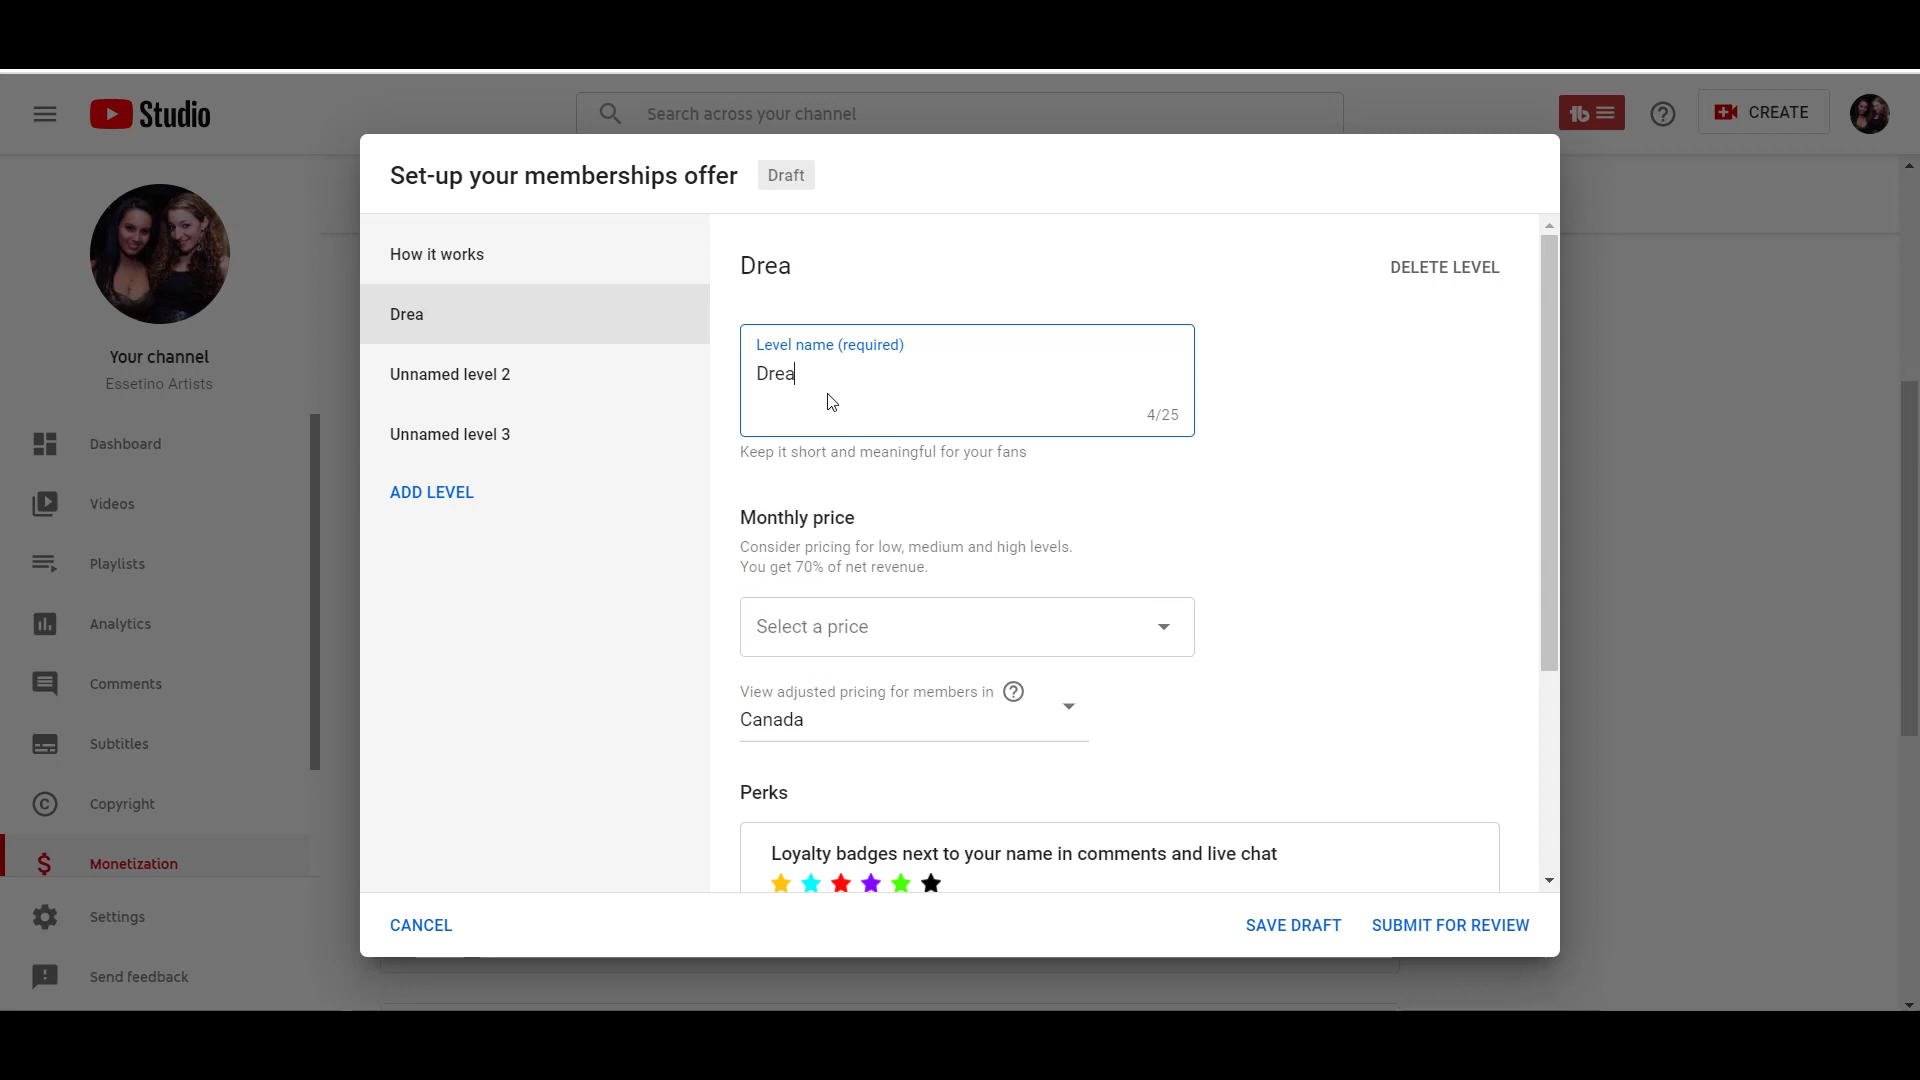 Studio
Search across your channel
CREATE
Set-up your memberships offer
Draft
Your channel
Essetino Artists
Dashboard
Videos
Playlists
Analytics
Comments
Subtitles
Copyright
Monetization
Settings
Send feedback
How it works
Drea
Unnamed level 2
Unnamed level 3
ADD LEVEL
Drea
DELETE LEVEL
Level name (required)
Drea
4/25
Keep it short and meaningful for your fans
Monthly price
Consider pricing for low, medium and high levels.
You get 70% of net revenue.
Select a price
View adjusted pricing for members in
Canada
Perks
Loyalty badges next to your name in comments and live chat
CANCEL
SAVE DRAFT
SUBMIT FOR REVIEW